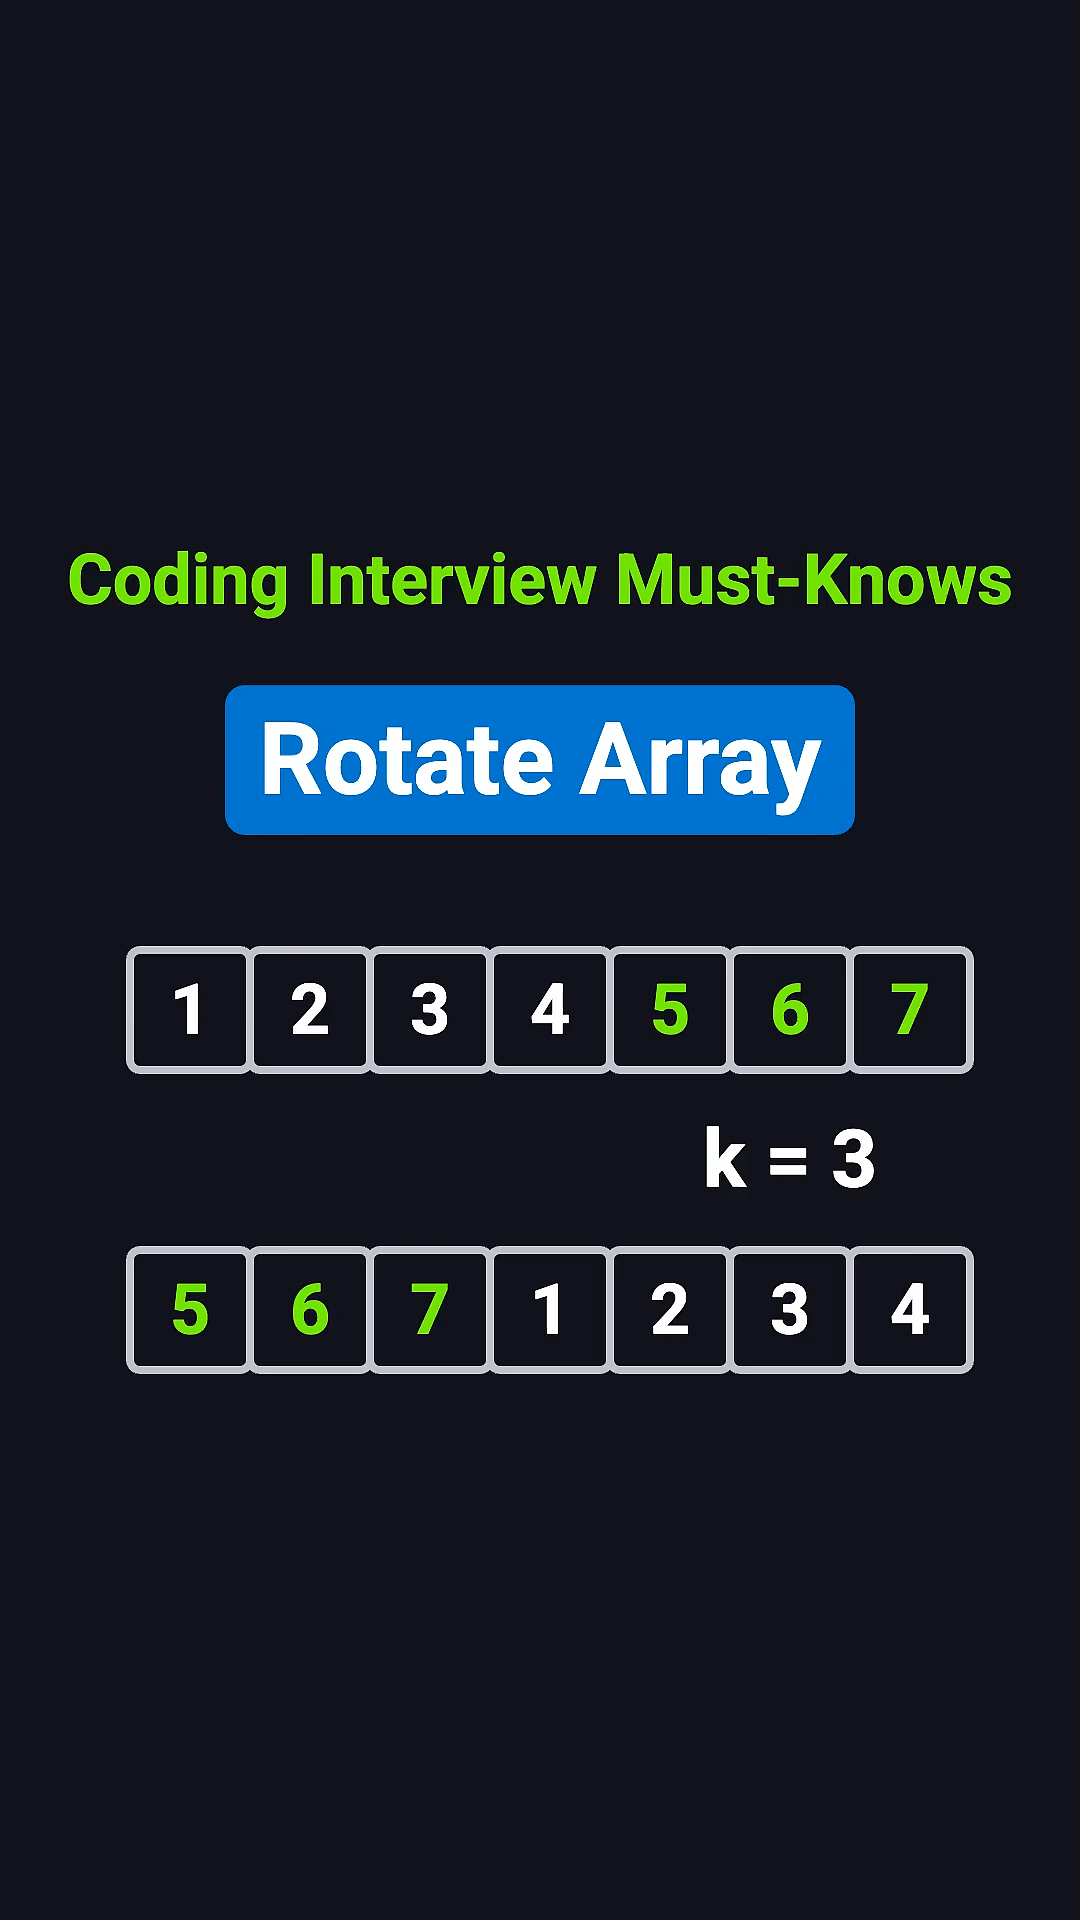 Coding Interview Must-Knows
Rotate Array
1 2 3 4 5 6 7
k = 3
5 6 7 1 2 3 4